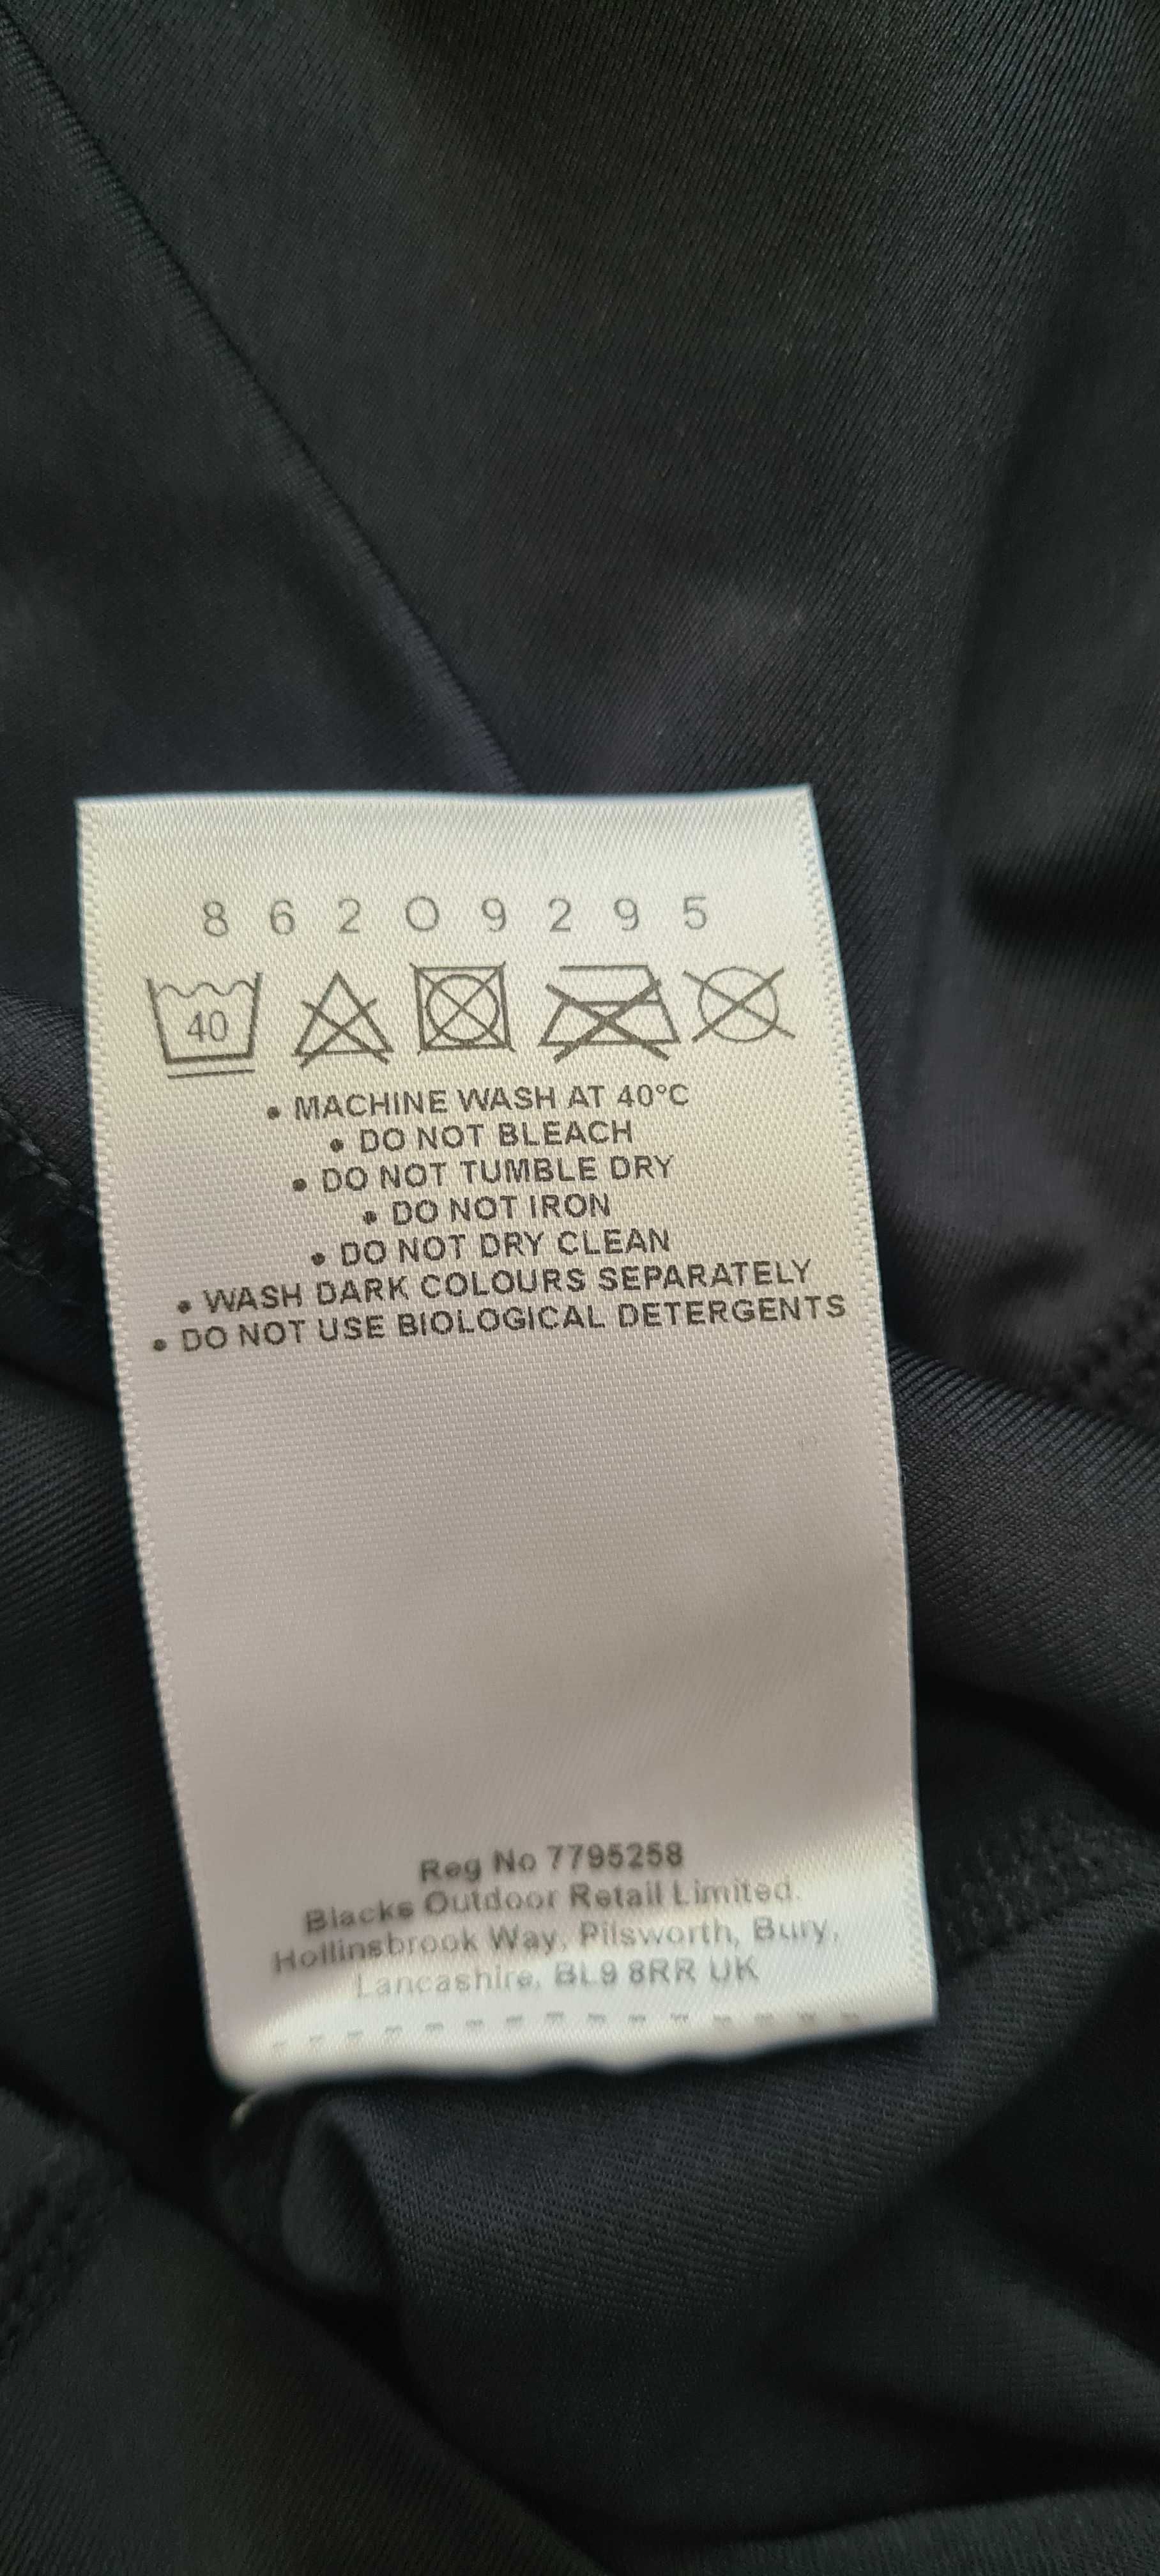 8 6 2 0 9 2 9 5
40
• MACHINE WASH AT 40°C
• DO NOT BLEACH
• DO NOT TUMBLE DRY
• DO NOT IRON
• DO NOT DRY CLEAN
• WASH DARK COLOURS SEPARATELY
• DO NOT USE BIOLOGICAL DETERGENTS
Reg No 7795258
Blacks Outdoor Retail Limited.
Hollinsbrook Way, Pilsworth, Bury,
Lancashire, BL9 8RR UK